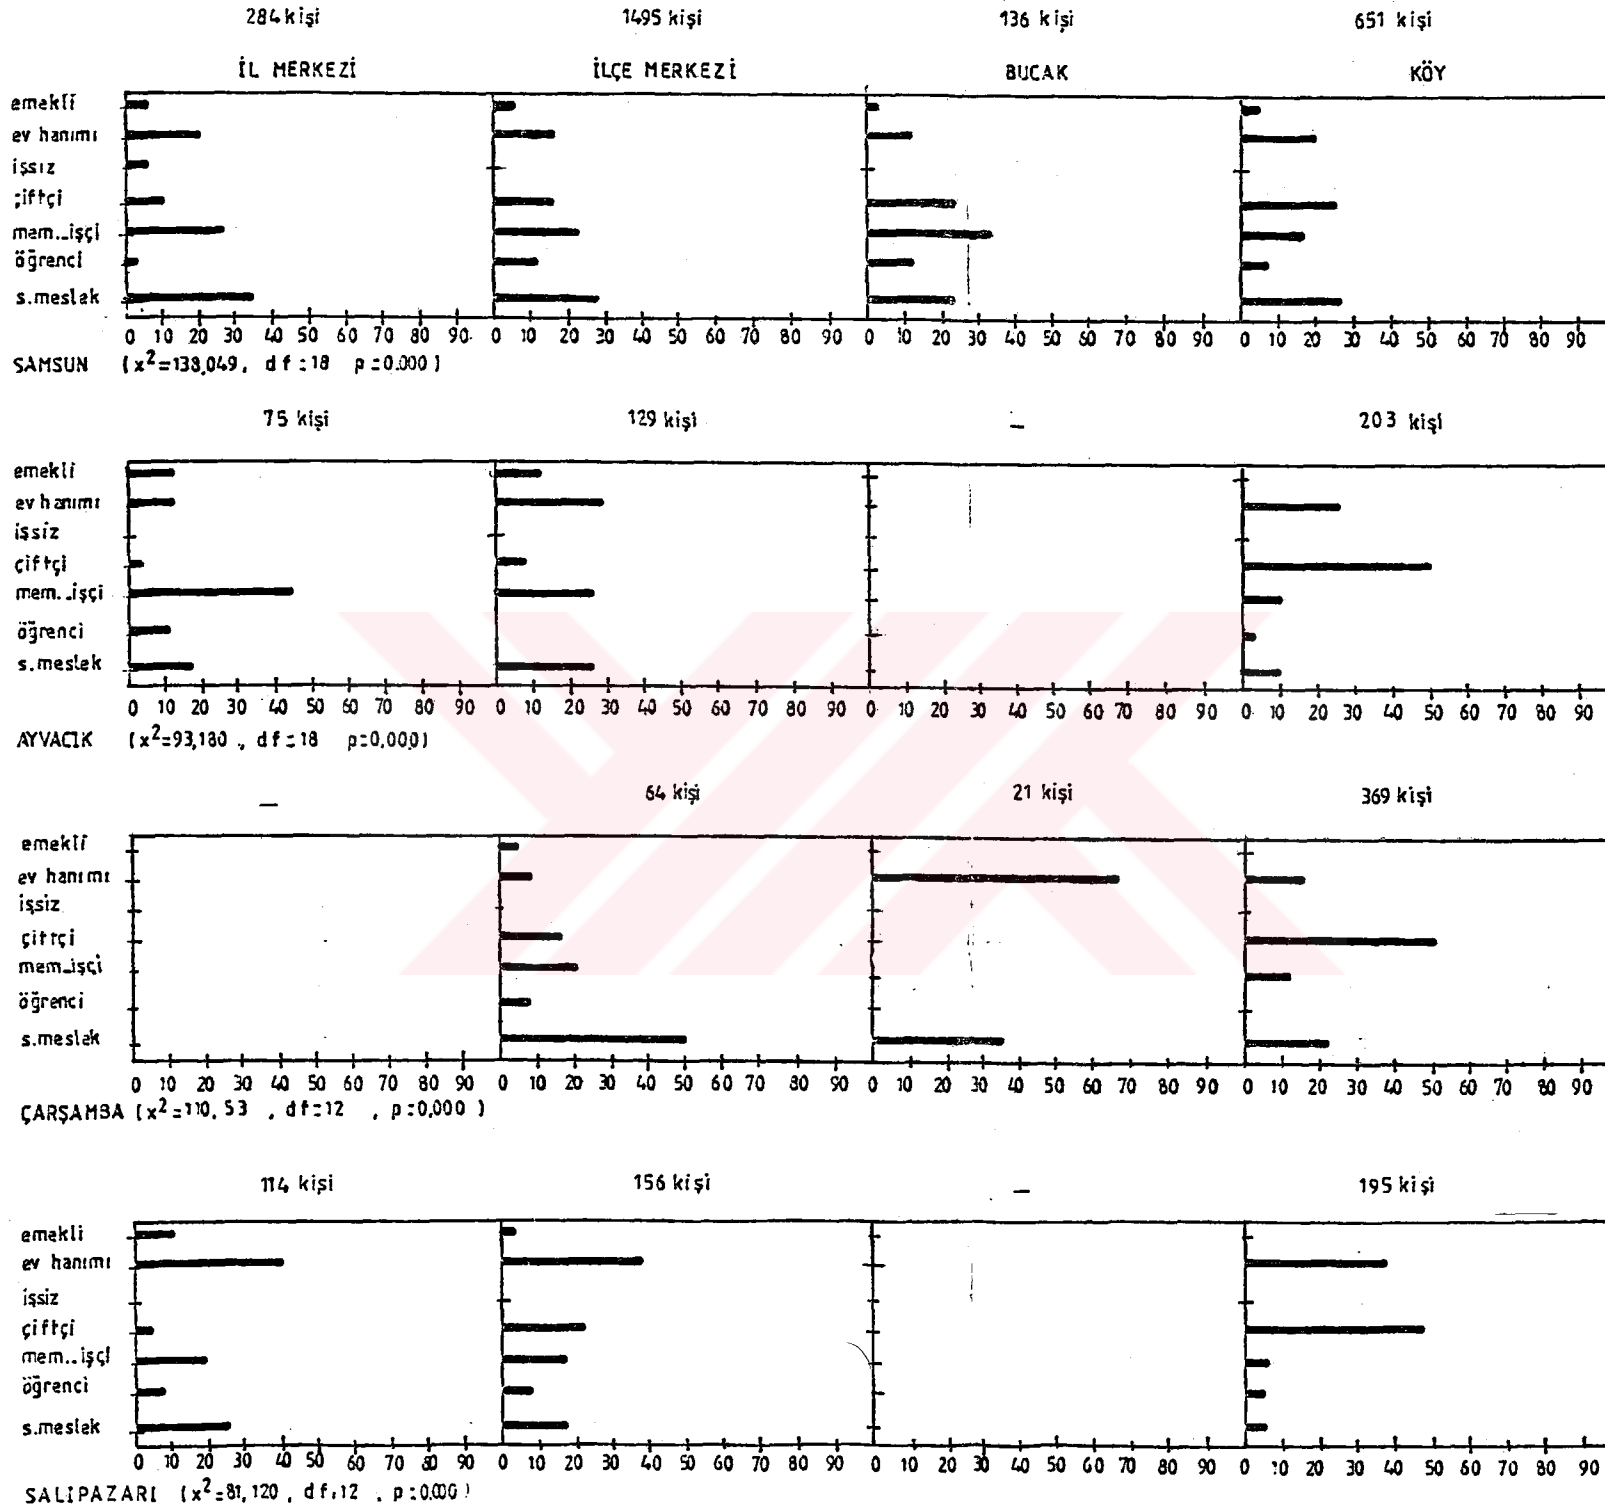 284 kişi 1495 kişi 136 kişi 651 kişi
İL MERKEZİ İLÇE MERKEZİ BUCAK KÖY
emekli
ev hanımı
işsız
çiftçi
mem._işçi
öğrenci
s.meslek
0 10 20 30 40 50 60 70 80 90 0 10 20 30 40 50 60 70 80 90 0 10 20 30 40 50 60 70 80 90 0 10 20 30 40 50 60 70 80 90
SAMSUN (x²=138,049, df=18 p=0.000)
75 kişi 129 kişi – 203 kişi
emekli
ev hanımı
işsiz
çiftçi
mem._işçi
öğrenci
s.meslek
0 10 20 30 40 50 60 70 80 90 0 10 20 30 40 50 60 70 80 90 0 10 20 30 40 50 60 70 80 90 0 10 20 30 40 50 60 70 80 90
AYVACIK (x²=93,180, df=18 p=0,000)
– 64 kişi 21 kişi 369 kişi
emekli
ev hanımı
işsiz
çiftçi
mem_işçi
öğrenci
s.meslek
0 10 20 30 40 50 60 70 80 90 0 10 20 30 40 50 60 70 80 90 0 10 20 30 40 50 60 70 80 90 0 10 20 30 40 50 60 70 80 90
ÇARŞAMBA (x²=110,53 , df=12 , p=0,000 )
114 kişi 156 kişi – 195 kişi
emekli
ev hanımı
işsiz
çiftçi
mem._işçi
öğrenci
s.meslek
0 10 20 30 40 50 60 70 80 90 0 10 20 30 40 50 60 70 80 90 0 10 20 30 40 50 60 70 80 90 0 10 20 30 40 50 60 70 80 90
SALIPAZARI (x²=81,120, df=12 , p=0.000)